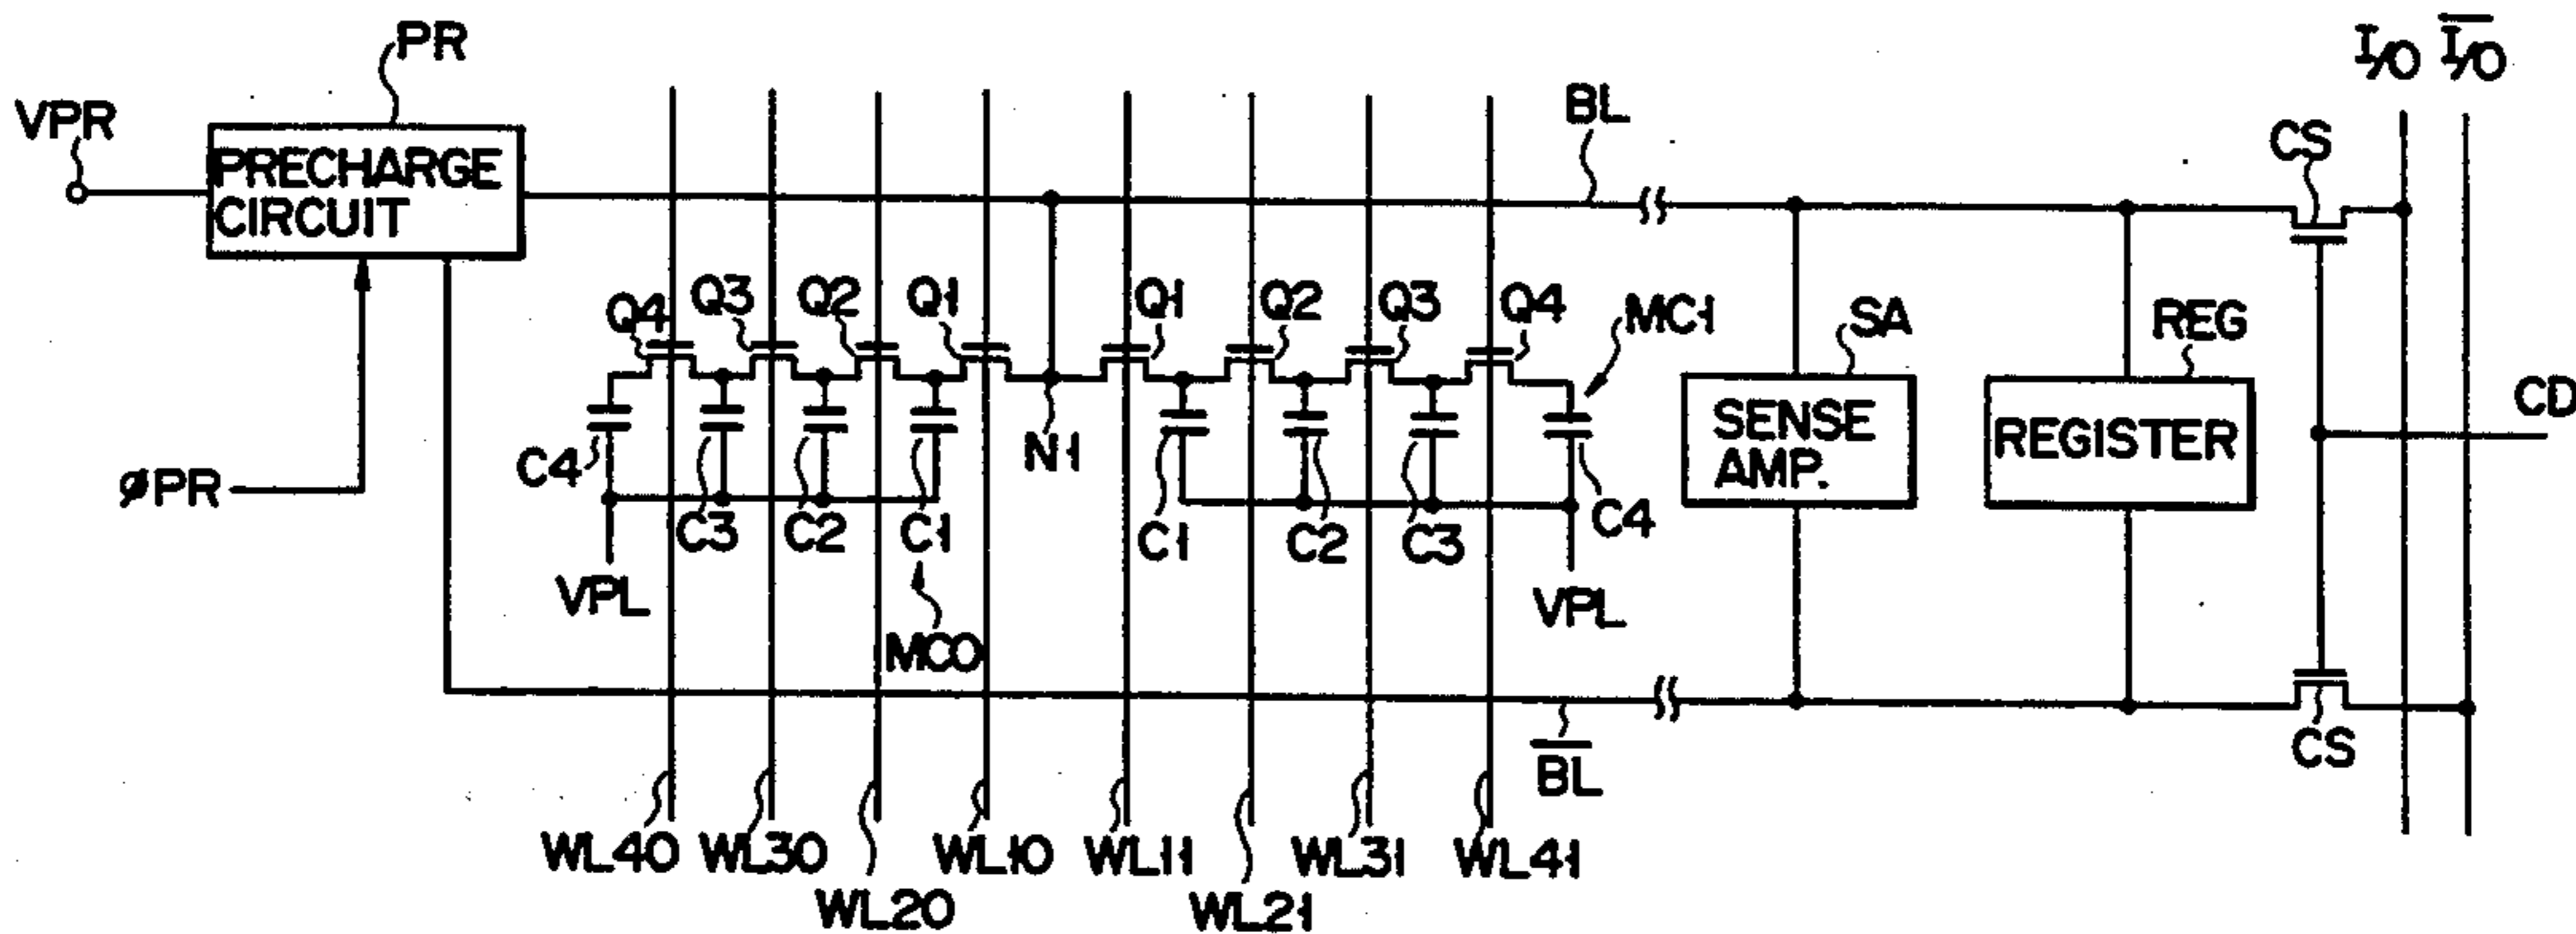 PR
I/O I/O
VPR
BL
CS
PRECHARGE
CIRCUIT
Q4 Q3 Q2 Q1 Q1 Q2 Q3 Q4
MC1
SA
REG
CD
SENSE
AMP.
REGISTER
N1
C4
øPR
C3 C2 C1 C1 C2 C3 C4
VPL
VPL
MC0
BL
CS
WL40 WL30 WL10 WL11 WL31 WL41
WL20 WL21